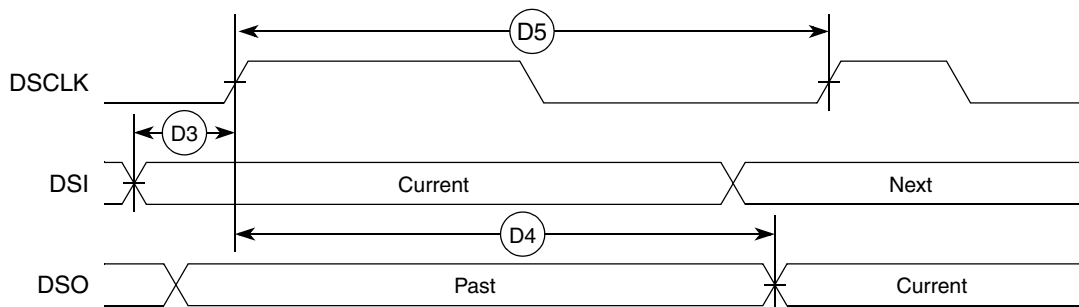 D5
DSCLK
D3
DSI Current Next
D4
DSO Past Current